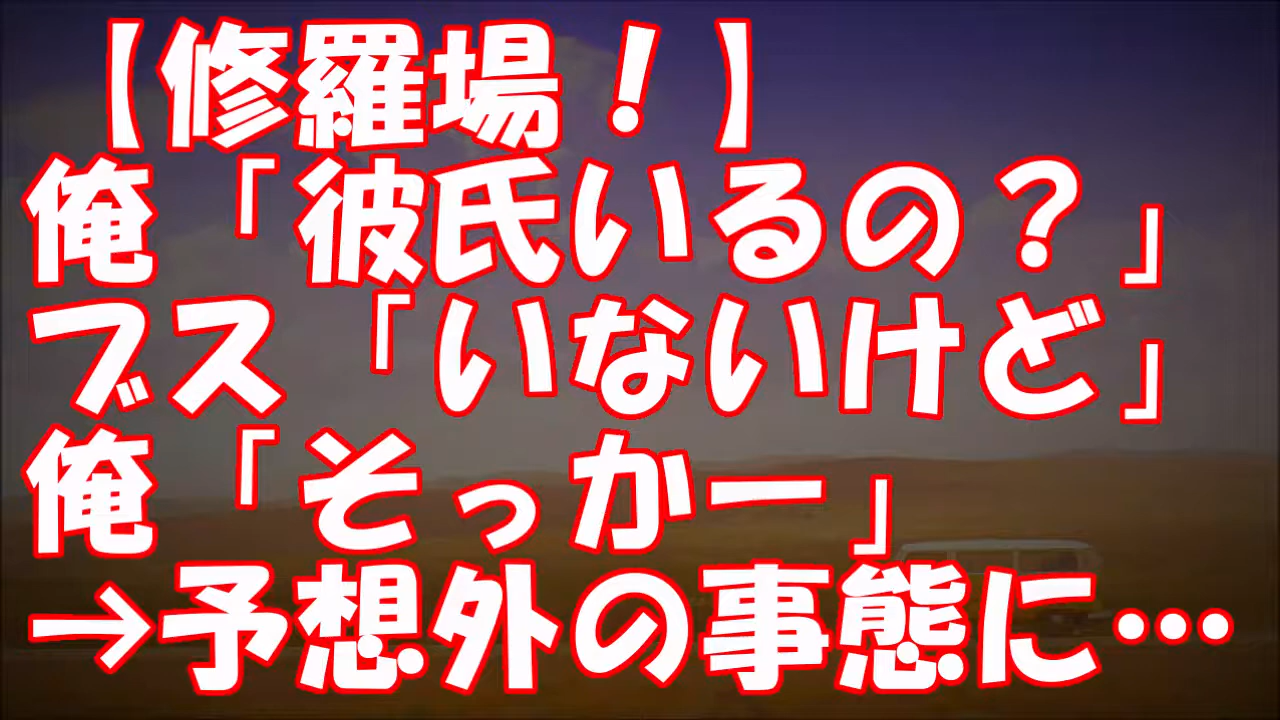 【修羅場！】
俺「彼氏いるの？」
ブス「いないけど」
俺「そっかー」
→予想外の事態に…